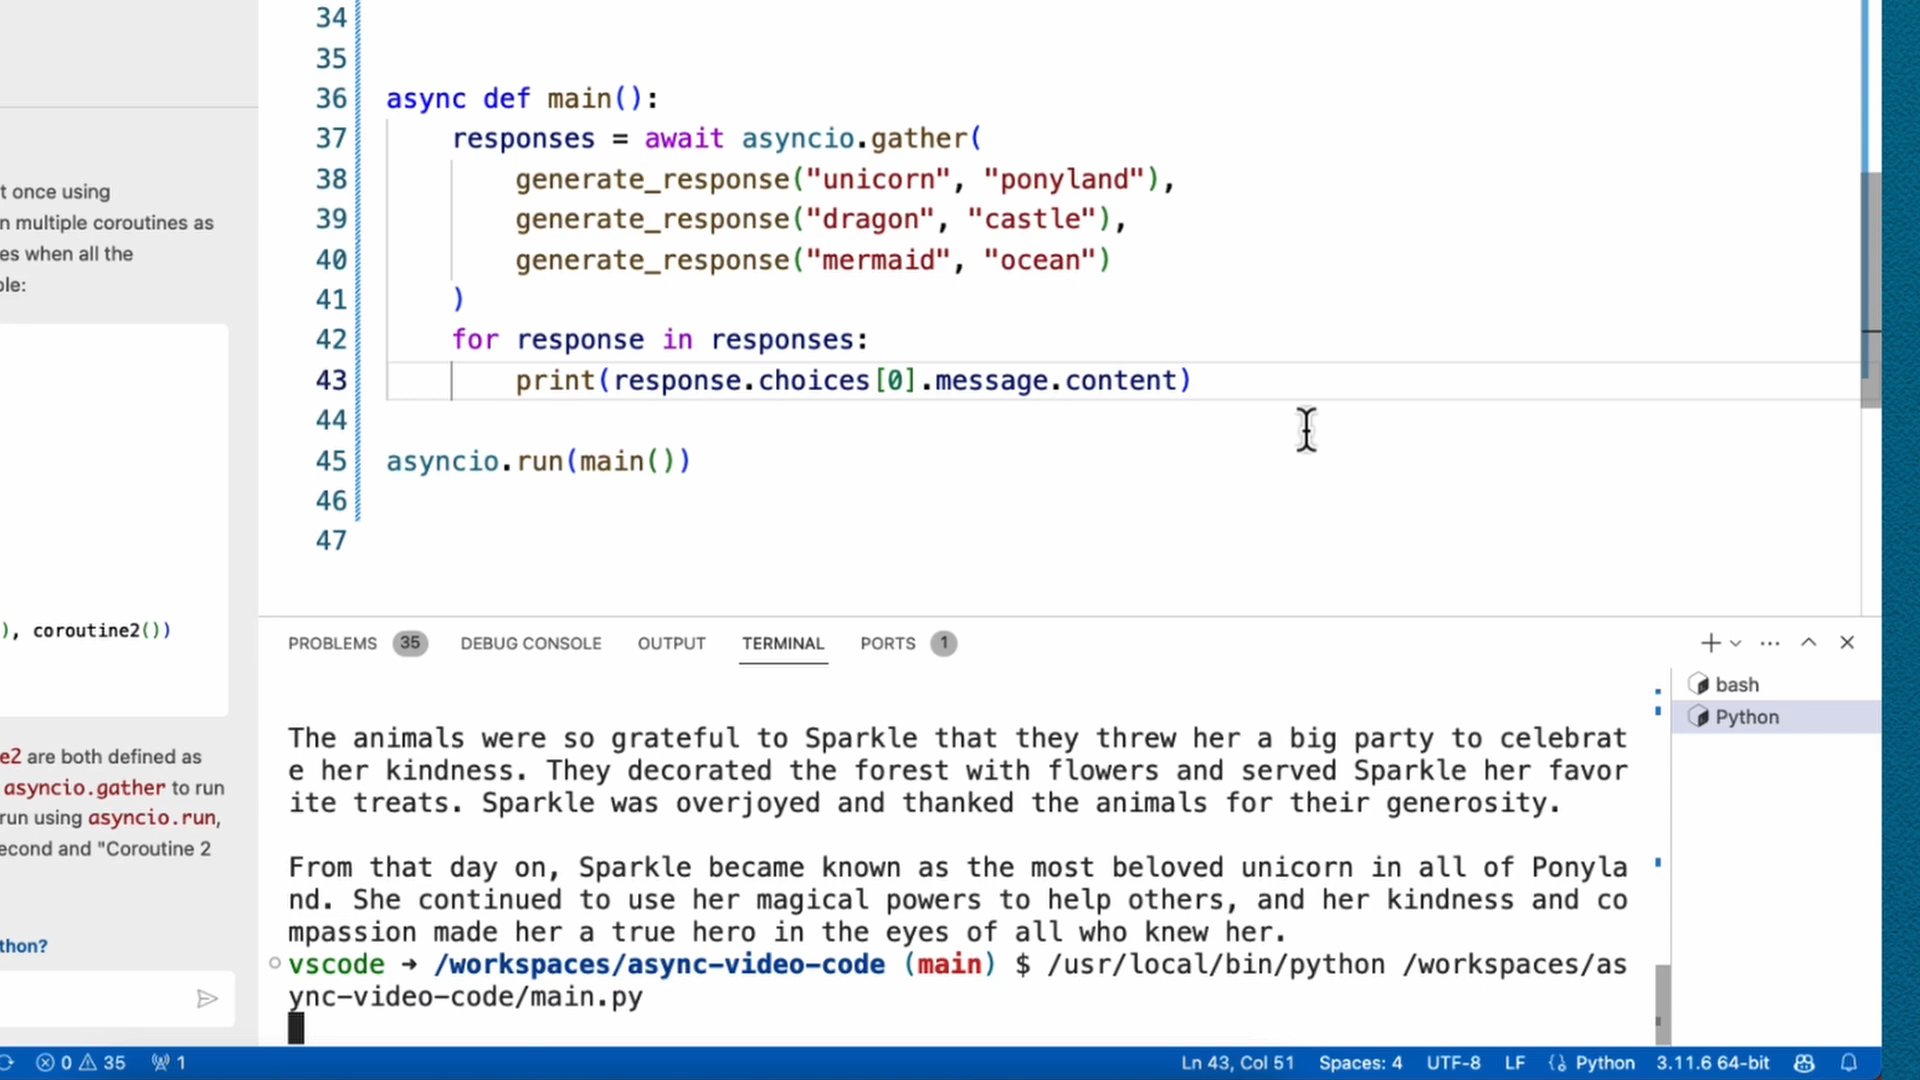 34
35
36 async def main():
37 responses = await asyncio.gather(
38 generate_response("unicorn", "ponyland"),
39 generate_response("dragon", "castle"),
40 generate_response("mermaid", "ocean")
41 )
42 for response in responses:
43 print(response.choices[0].message.content)
44
45 asyncio.run(main())
46
47
t once using
n multiple coroutines as
es when all the
ole:
), coroutine2())
e2 are both defined as
asyncio.gather to run
run using asyncio.run,
econd and "Coroutine 2
thon?
PROBLEMS 35 DEBUG CONSOLE OUTPUT TERMINAL PORTS 1
bash
Python
The animals were so grateful to Sparkle that they threw her a big party to celebrat
e her kindness. They decorated the forest with flowers and served Sparkle her favor
ite treats. Sparkle was overjoyed and thanked the animals for their generosity.
From that day on, Sparkle became known as the most beloved unicorn in all of Ponyla
nd. She continued to use her magical powers to help others, and her kindness and co
mpassion made her a true hero in the eyes of all who knew her.
vscode ➜ /workspaces/async-video-code (main) $ /usr/local/bin/python /workspaces/as
ync-video-code/main.py
0 35 1 Ln 43, Col 51 Spaces: 4 UTF-8 LF Python 3.11.6 64-bit